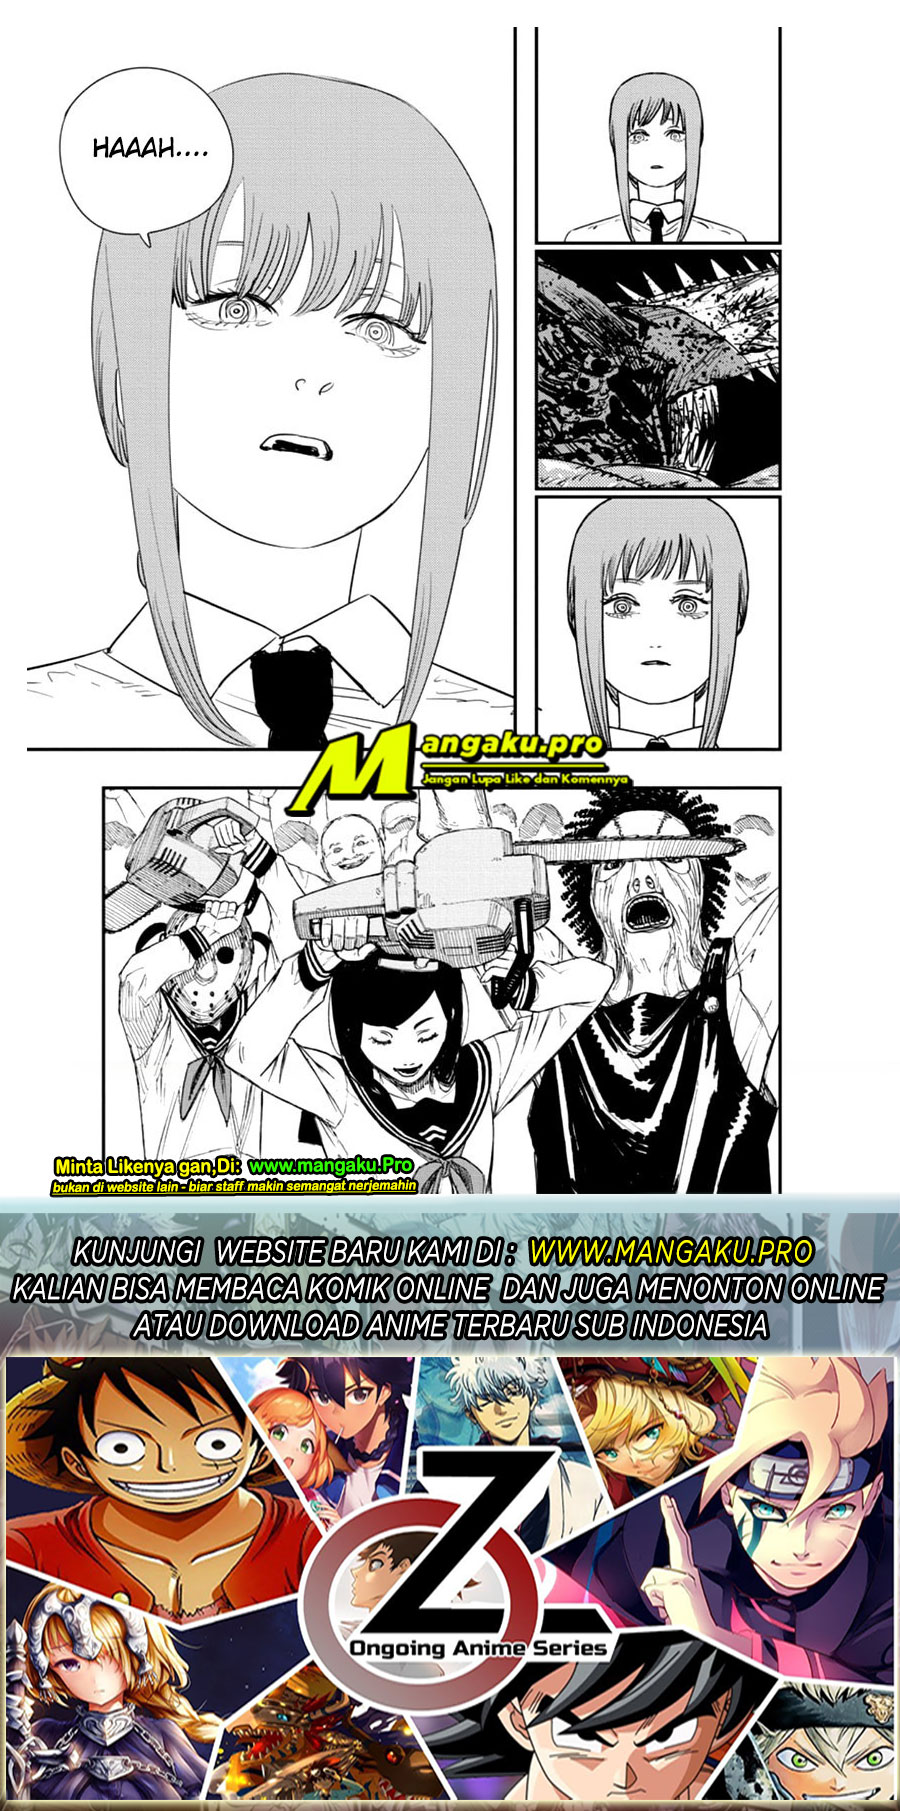 HAAAH....
Mangaku.pro
Jangan Lupa Like dan Komennya
Minta Likenya gan,Di: www.mangaku.Pro
bukan di website lain - biar staff makin semangat nerjemahin
KUNJUNGI WEBSITE BARU KAMI DI : WWW.MANGAKU.PRO
KALIAN BISA MEMBACA KOMIK ONLINE DAN JUGA MENONTON ONLINE
ATAU DOWNLOAD ANIME TERBARU SUB INDONESIA
OZ
Ongoing Anime Series